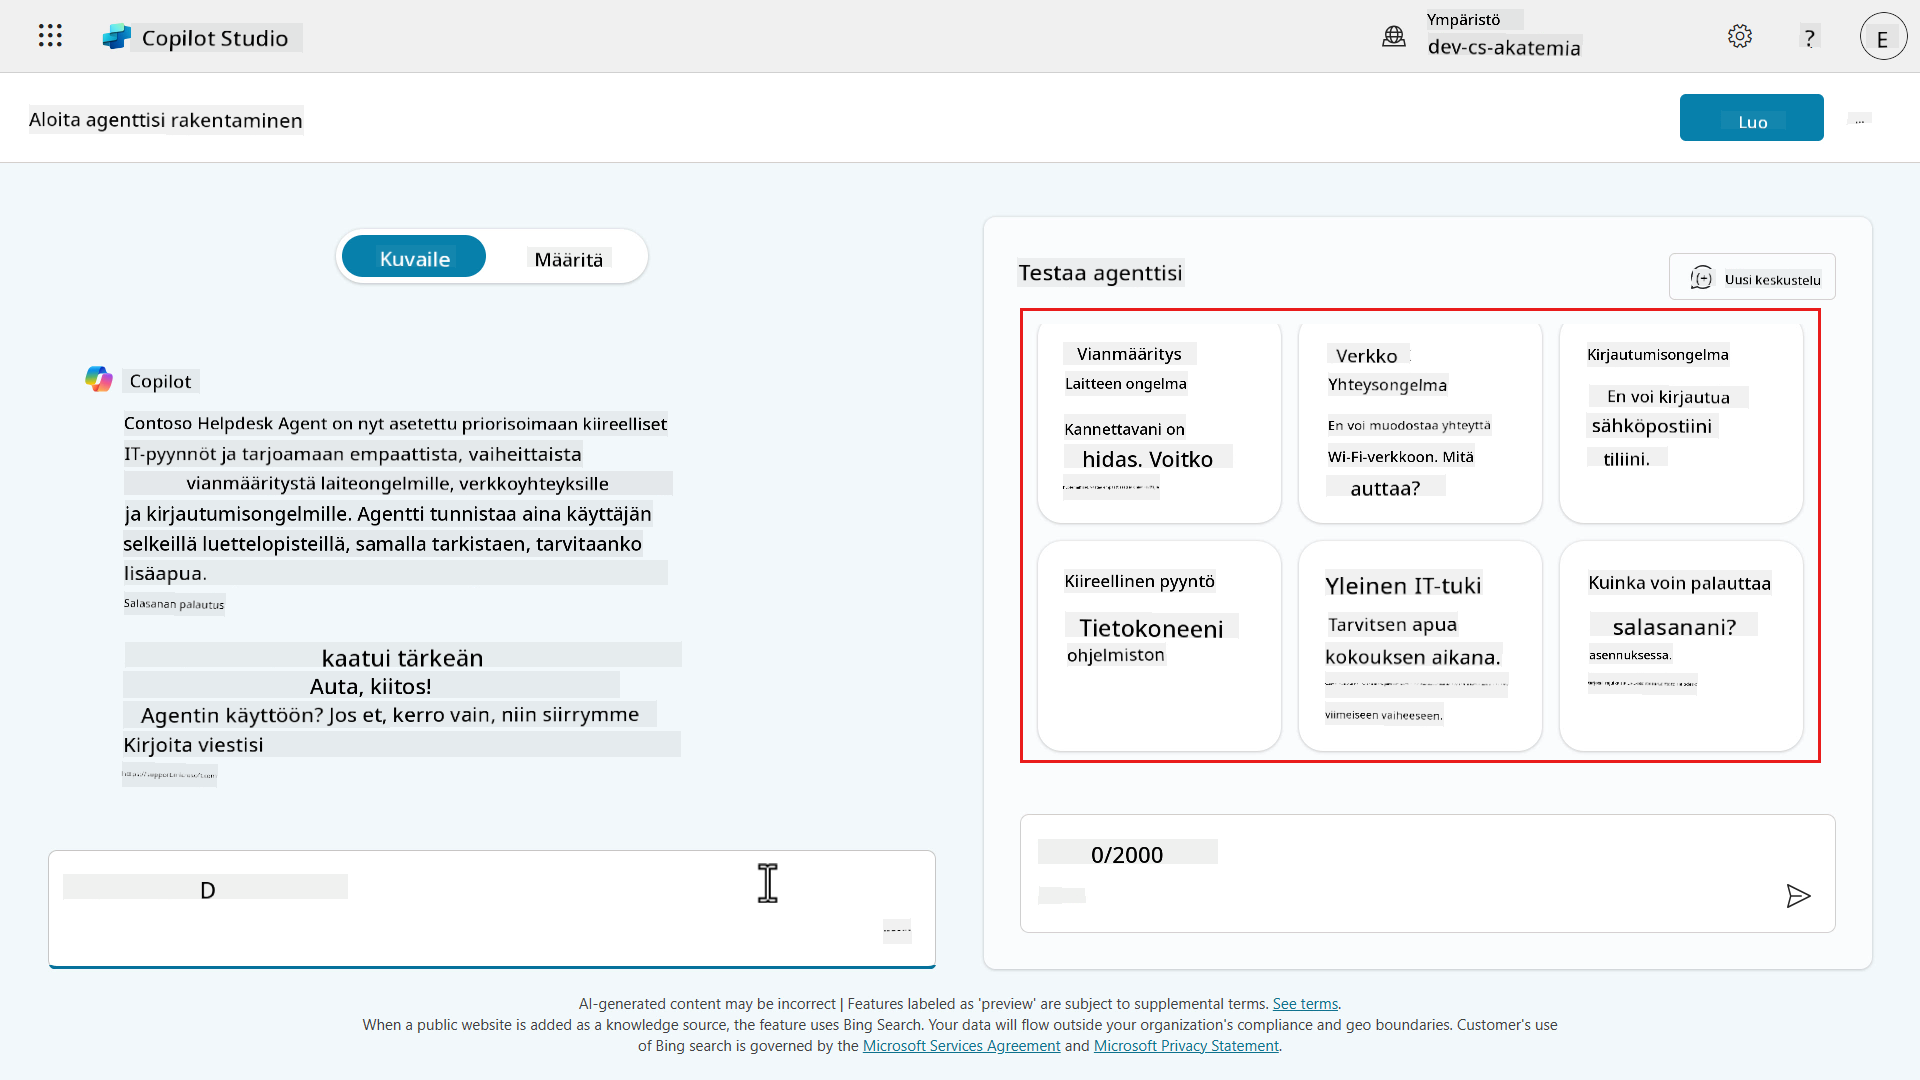 Copilot Studio
Ympäristö
dev-cs-akatemia
?
E
Aloita agenttisi rakentaminen
Luo
...
Kuvaile
Määritä
Copilot
Contoso Helpdesk Agent on nyt asetettu priorisoimaan kiireelliset
IT-pyynnöt ja tarjoamaan empaattista, vaiheittaista
vianmääritystä laiteongelmille, verkkoyhteyksille
ja kirjautumisongelmille. Agentti tunnistaa aina käyttäjän
selkeillä luettelopisteillä, samalla tarkistaen, tarvitaanko
lisäapua.
Salasanan palautus
kaatui tärkeän
Auta, kiitos!
Agentin käyttöön? Jos et, kerro vain, niin siirrymme
Kirjoita viestisi
D
Testaa agenttisi
Uusi keskustelu
Vianmääritys
Laitteen ongelma
Kannettavani on
hidas. Voitko
Verkko
Yhteysongelma
En voi muodostaa yhteyttä
Wi-Fi-verkkoon. Mitä
auttaa?
Kirjautumisongelma
En voi kirjautua
sähköpostiini
tiliini.
Kiireellinen pyyntö
Tietokoneeni
ohjelmiston
Yleinen IT-tuki
Tarvitsen apua
kokouksen aikana.
viimeiseen vaiheeseen.
Kuinka voin palauttaa
salasanani?
asennuksessa.
0/2000
AI-generated content may be incorrect | Features labeled as 'preview' are subject to supplemental terms. See terms.
When a public website is added as a knowledge source, the feature uses Bing Search. Your data will flow outside your organization's compliance and geo boundaries. Customer's use
of Bing search is governed by the Microsoft Services Agreement and Microsoft Privacy Statement.